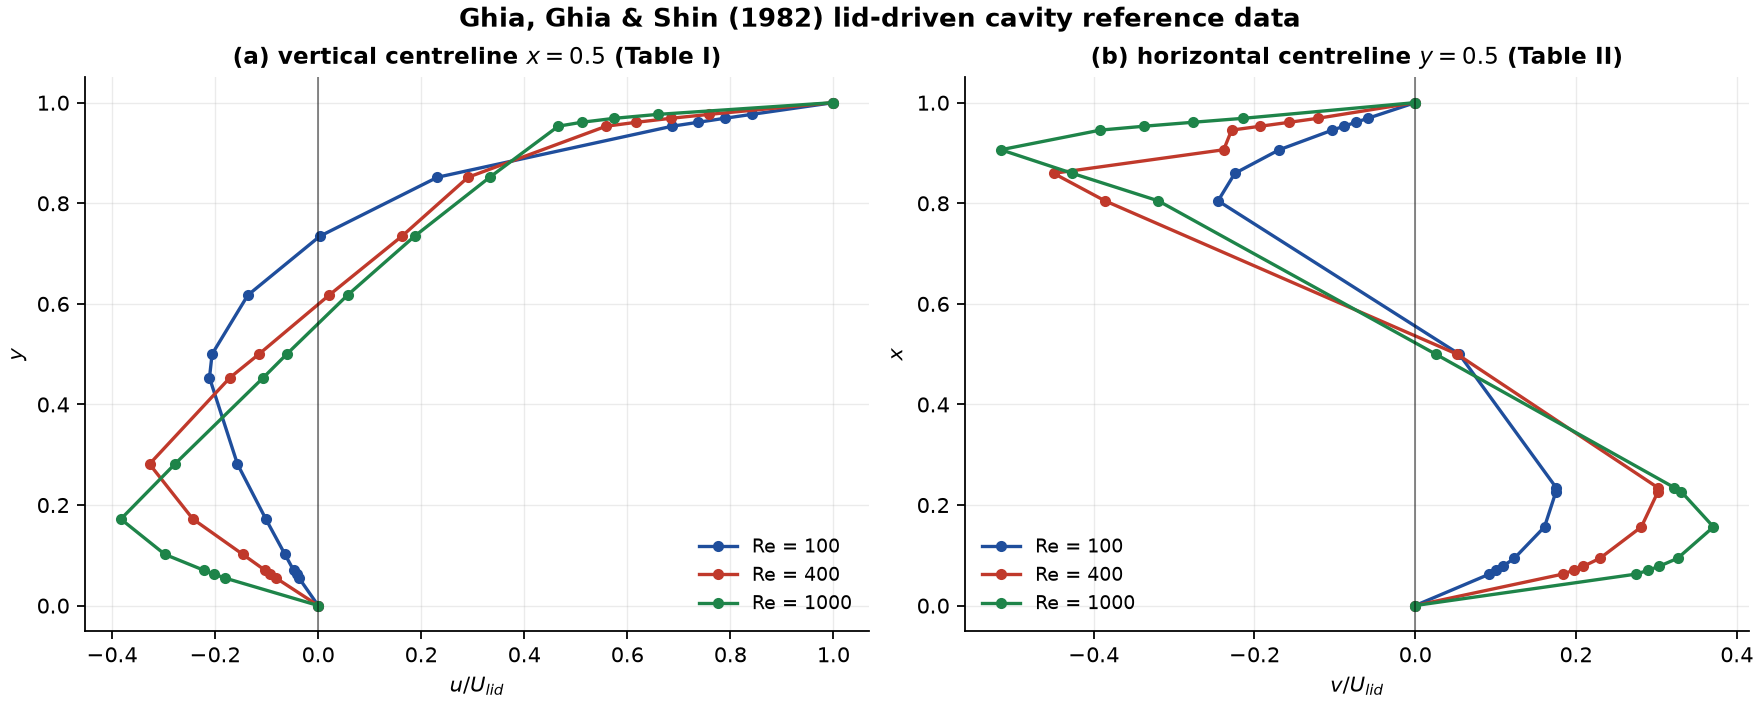 Ghia, Ghia & Shin (1982) lid-driven cavity reference data
(a) vertical centreline x = 0.5 (Table I)
1.0
0.8
0.6
0.4
0.2
0.0
y
−0.4 −0.2 0.0 0.2 0.4 0.6 0.8 1.0
u/U_lid
Re = 100
Re = 400
Re = 1000
(b) horizontal centreline y = 0.5 (Table II)
1.0
0.8
0.6
0.4
0.2
0.0
x
−0.4 −0.2 0.0 0.2 0.4
v/U_lid
Re = 100
Re = 400
Re = 1000